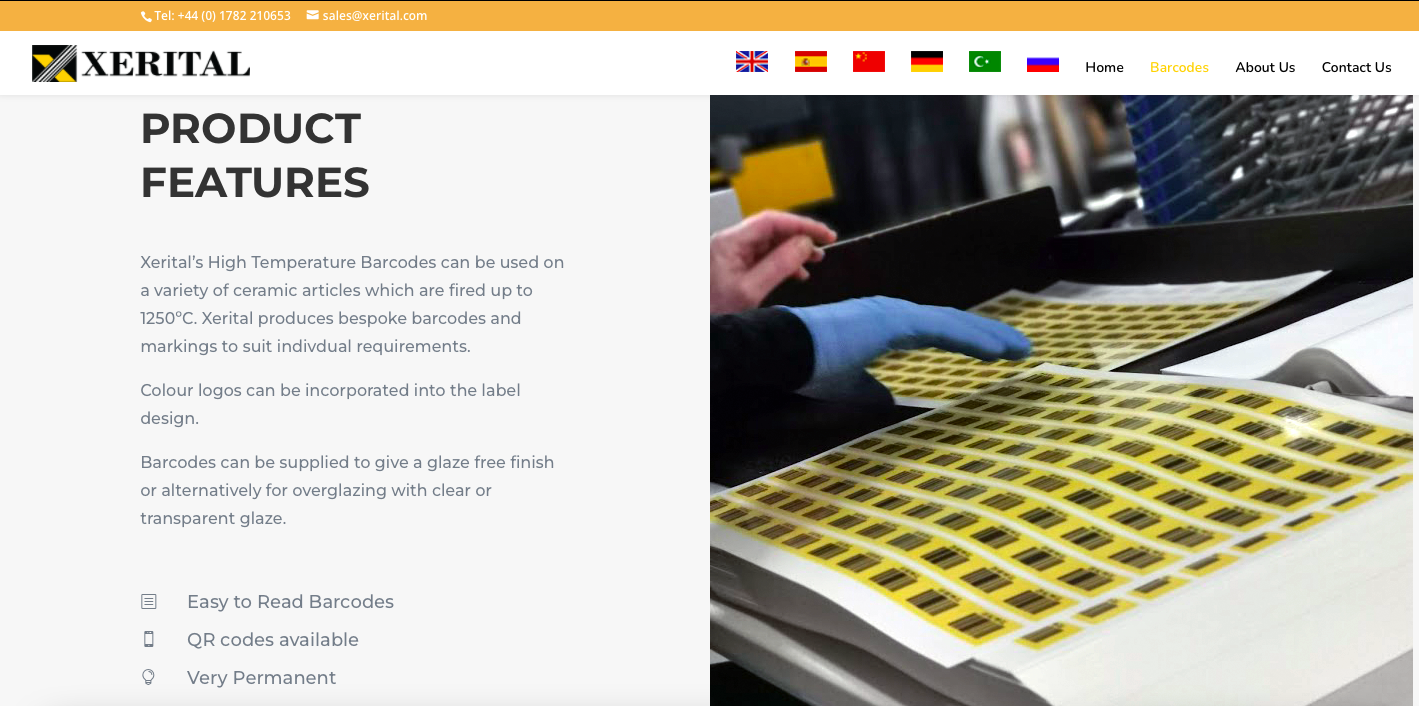 Tel: +44 (0) 1782 210653 sales@xerital.com
XERITAL
Home Barcodes About Us Contact Us
PRODUCT
FEATURES
Xerital’s High Temperature Barcodes can be used on
a variety of ceramic articles which are fired up to
1250°C. Xerital produces bespoke barcodes and
markings to suit indivdual requirements.
Colour logos can be incorporated into the label
design.
Barcodes can be supplied to give a glaze free finish
or alternatively for overglazing with clear or
transparent glaze.
Easy to Read Barcodes
QR codes available
Very Permanent